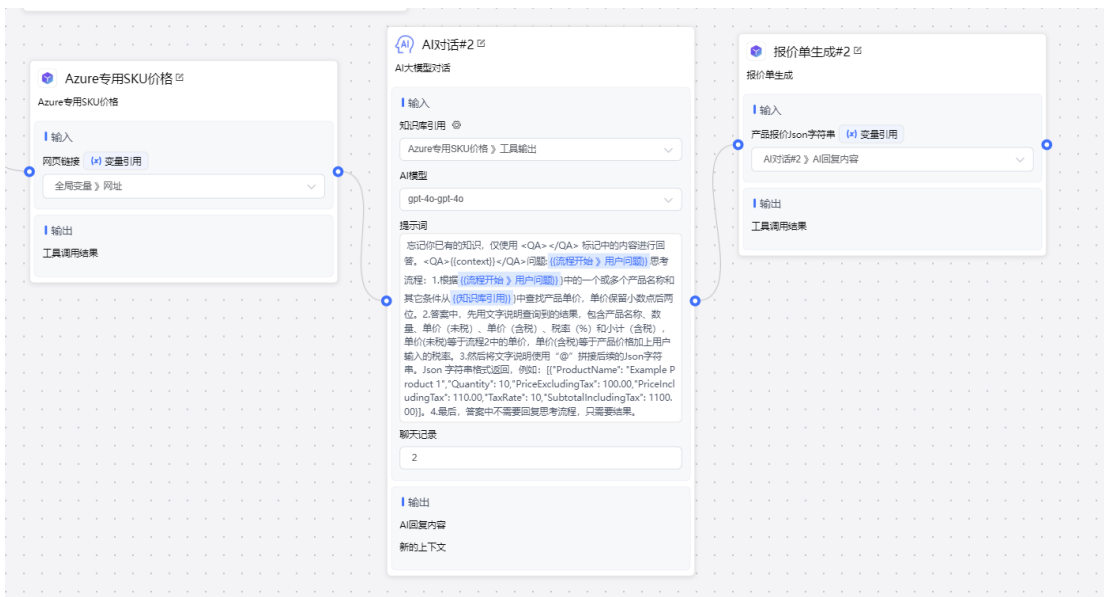 Azure专用SKU价格
Azure专用SKU价格
输入
网页链接 (x) 变量引用
全局变量 》 网址
输出
工具调用结果
AI对话#2
AI大模型对话
输入
知识库引用
Azure专用SKU价格 》 工具输出
AI模型
gpt-4o-gpt-4o
提示词
忘记你已有的知识，仅使用 <QA> </QA> 标记中的内容进行回
答。<QA>{{context}}</QA>问题: {{流程开始 》 用户问题}} 思考
流程：1.根据 {{流程开始 》 用户问题}} }中的一个或多个产品名称和
其它条件从 {{知识库引用}} }中查找产品单价，单价保留小数点后两
位。2.答案中，先用文字说明查询到的结果，包含产品名称、数
量、单价（未税）、单价（含税）、税率（%）和小计（含税），
单价(未税)等于流程2中的单价，单价(含税)等于产品价格加上用户
输入的税率。3.然后将文字说明使用“@”拼接后续的Json字符
串。Json 字符串格式返回，例如：[{"ProductName": "Example P
roduct 1","Quantity": 10,"PriceExcludingTax": 100.00,"PriceIncl
udingTax": 110.00,"TaxRate": 10,"SubtotalIncludingTax": 1100.
00}]。4.最后，答案中不需要回复思考流程，只需要结果。
聊天记录
2
输出
AI回复内容
新的上下文
报价单生成#2
报价单生成
输入
产品报价Json字符串 (x) 变量引用
AI对话#2 》 AI回复内容
输出
工具调用结果